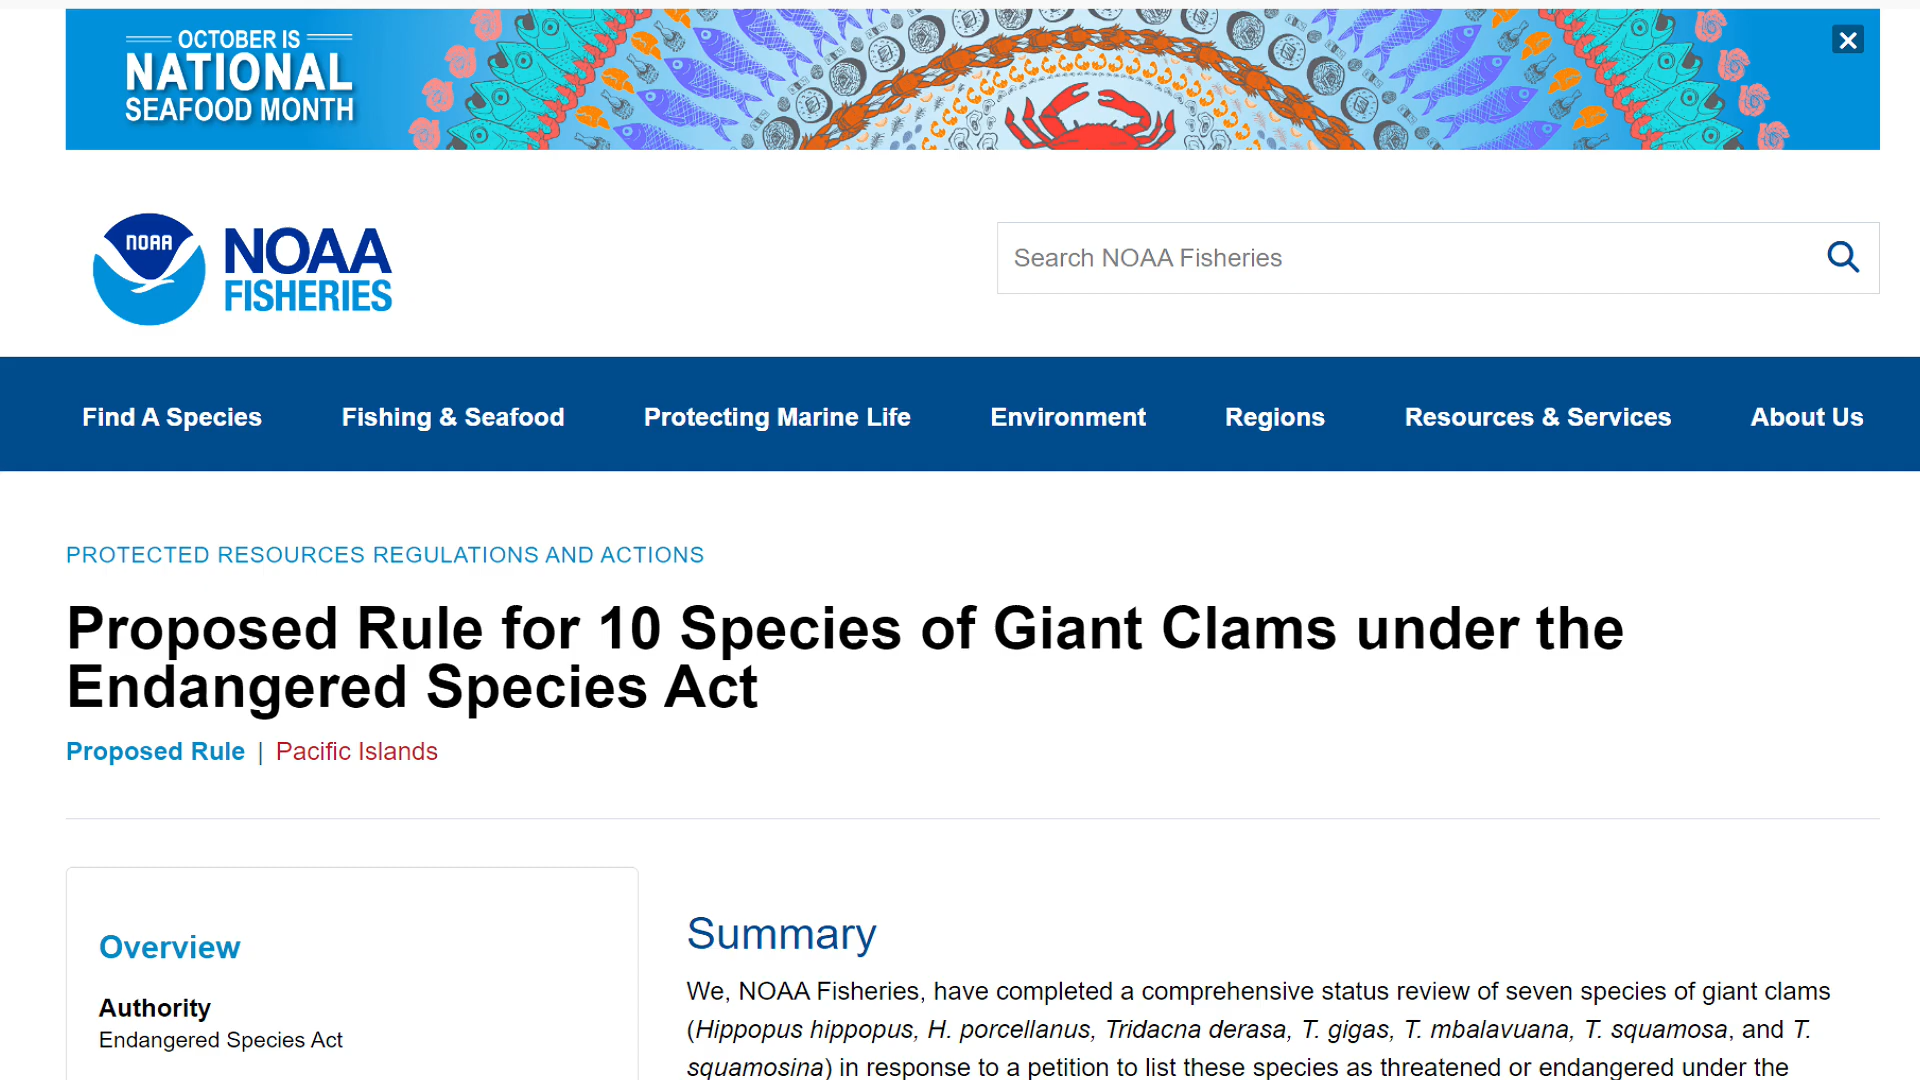 OCTOBER IS
NATIONAL
SEAFOOD MONTH
NOAA
NOAA
FISHERIES
Search NOAA Fisheries
Find A Species Fishing & Seafood Protecting Marine Life Environment Regions Resources & Services About Us
PROTECTED RESOURCES REGULATIONS AND ACTIONS
Proposed Rule for 10 Species of Giant Clams under the
Endangered Species Act
Proposed Rule | Pacific Islands
Overview
Authority
Endangered Species Act
Summary
We, NOAA Fisheries, have completed a comprehensive status review of seven species of giant clams
(Hippopus hippopus, H. porcellanus, Tridacna derasa, T. gigas, T. mbalavuana, T. squamosa, and T.
squamosina) in response to a petition to list these species as threatened or endangered under the